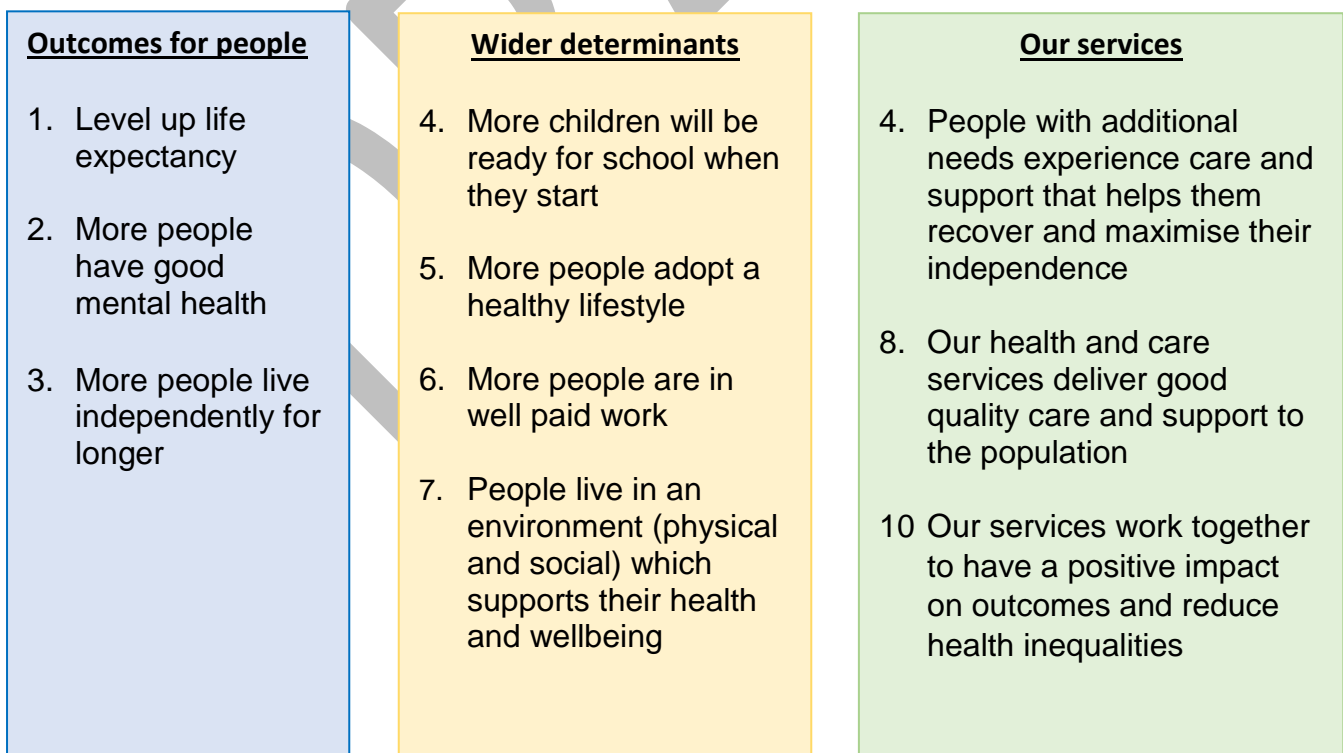 Outcomes for people
1. Level up life
expectancy
2. More people
have good
mental health
3. More people live
independently for
longer
Wider determinants
4. More children will be
ready for school when
they start
5. More people adopt a
healthy lifestyle
6. More people are in
well paid work
7. People live in an
environment (physical
and social) which
supports their health
and wellbeing
Our services
4. People with additional
needs experience care and
support that helps them
recover and maximise their
independence
8. Our health and care
services deliver good
quality care and support to
the population
10 Our services work together
to have a positive impact
on outcomes and reduce
health inequalities